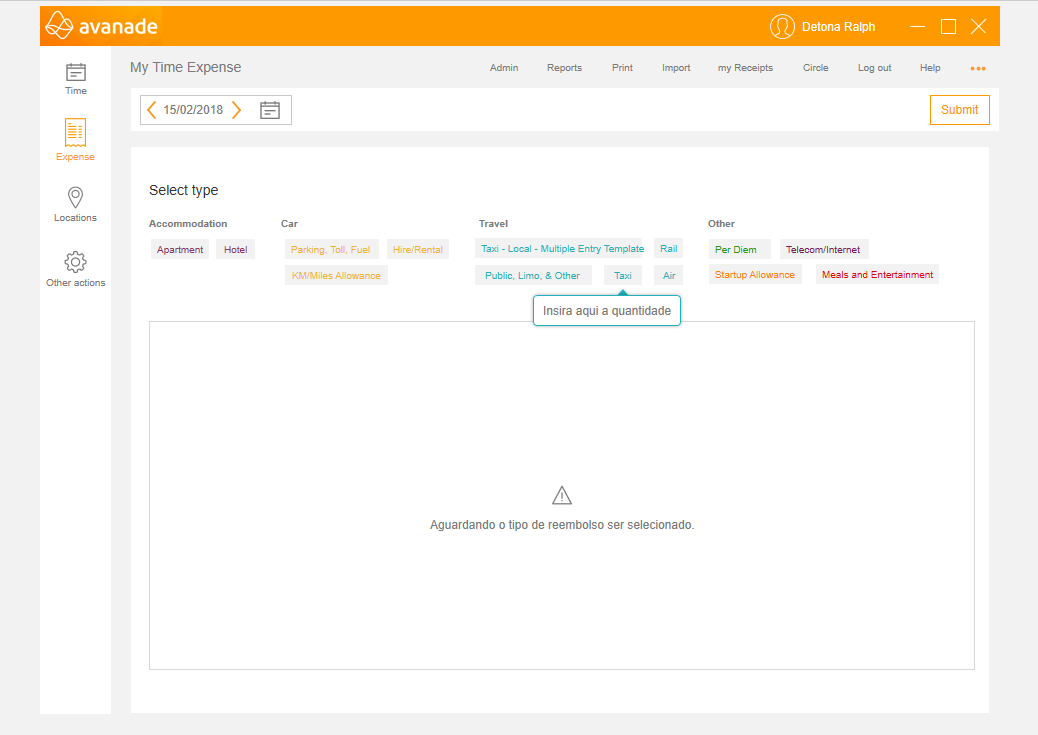 avanade
Detona Ralph
My Time Expense
Admin
Reports
Print
Import
my Receipts
Circle
Log out
Help
Time
Expense
Locations
Other actions
15/02/2018
Submit
Select type
Accommodation
Car
Travel
Other
Apartment
Hotel
Parking, Toll, Fuel
Hire/Rental
Taxi - Local - Multiple Entry Template
Rail
Per Diem
Telecom/Internet
KM/Miles Allowance
Public, Limo, & Other
Taxi
Air
Startup Allowance
Meals and Entertainment
Insira aqui a quantidade
Aguardando o tipo de reembolso ser selecionado.